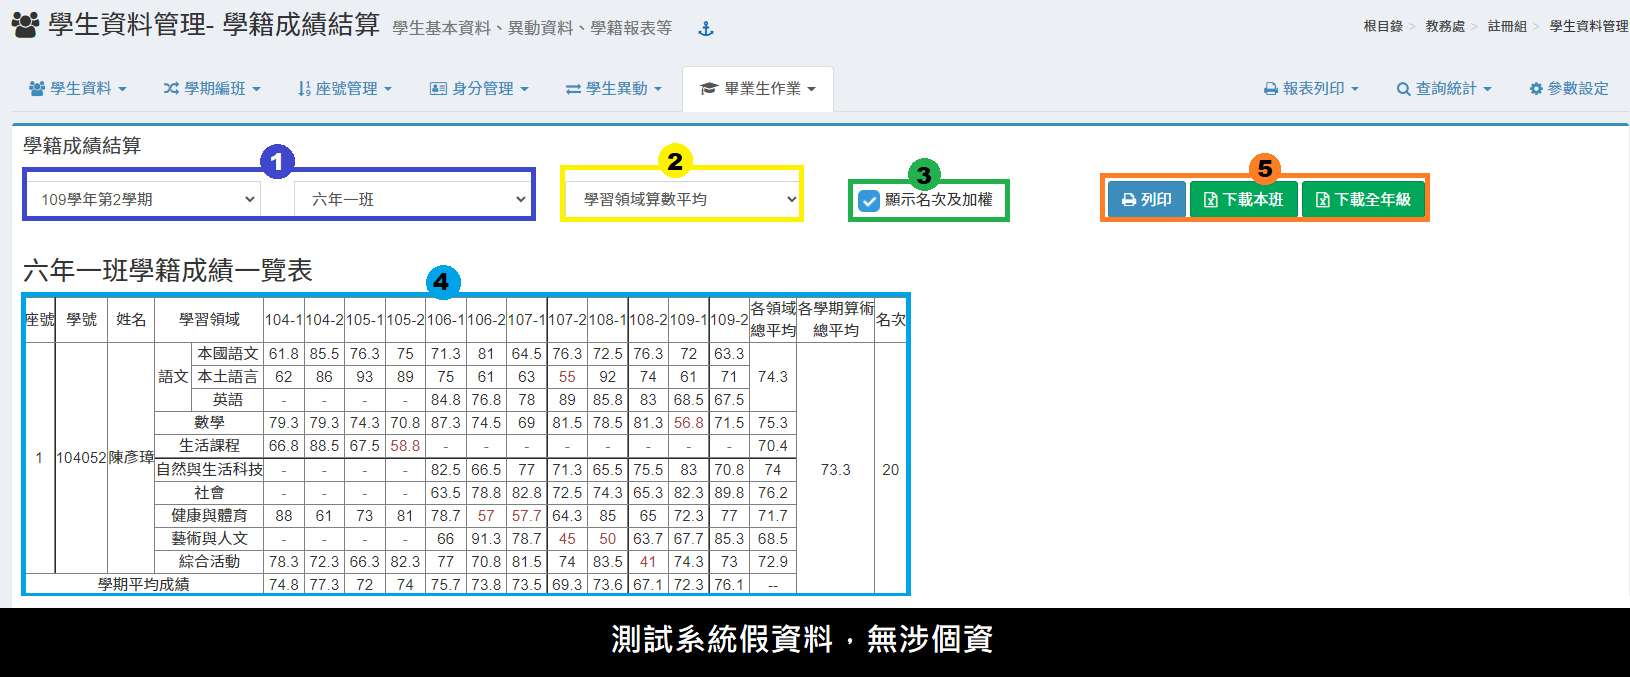 學生資料管理- 學籍成績結算 學生基本資料、異動資料、學籍報表等
根目錄 > 教務處 > 註冊組 > 學生資料管理
學生資料 學期編班 座號管理 身分管理 學生異動 畢業生作業 報表列印 查詢統計 參數設定
學籍成績結算
1 2 3 5
109學年第2學期 六年一班 學習領域算數平均 顯示名次及加權 列印 下載本班 下載全年級
六年一班學籍成績一覽表
4
座號 學號 姓名 學習領域 104-1 104-2 105-1 105-2 106-1 106-2 107-1 107-2 108-1 108-2 109-1 109-2 各領域總平均 各學期算術總平均 名次
1 104052 陳彥璋 語文 本國語文 61.8 85.5 76.3 75 71.3 81 64.5 76.3 72.5 76.3 72 63.3 74.3 73.3 20
本土語言 62 86 93 89 75 61 63 55 92 74 61 71
英語 - - - - 84.8 76.8 78 89 85.8 83 68.5 67.5
數學 79.3 79.3 74.3 70.8 87.3 74.5 69 81.5 78.5 81.3 56.8 71.5 75.3
生活課程 66.8 88.5 67.5 58.8 - - - - - - - - 70.4
自然與生活科技 - - - - 82.5 66.5 77 71.3 65.5 75.5 83 70.8 74
社會 - - - - 63.5 78.8 82.8 72.5 74.3 65.3 82.3 89.8 76.2
健康與體育 88 61 73 81 78.7 57 57.7 64.3 85 65 72.3 77 71.7
藝術與人文 - - - - 66 91.3 78.7 45 50 63.7 67.7 85.3 68.5
綜合活動 78.3 72.3 66.3 82.3 77 70.8 81.5 74 83.5 41 74.3 73 72.9
學期平均成績 74.8 77.3 72 74 75.7 73.8 73.5 69.3 73.6 67.1 72.3 76.1 --
測試系統假資料，無涉個資